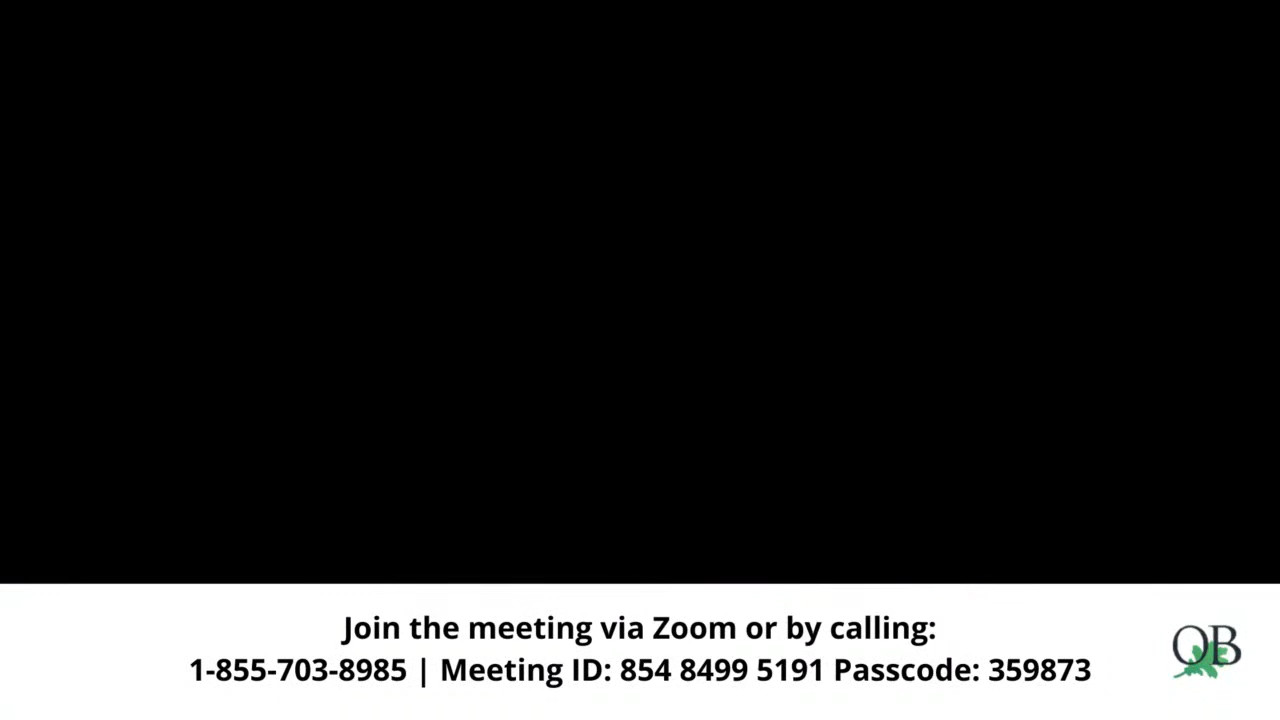 Join the meeting via Zoom or by calling:
1-855-703-8985 | Meeting ID: 854 8499 5191 Passcode: 359873
QB